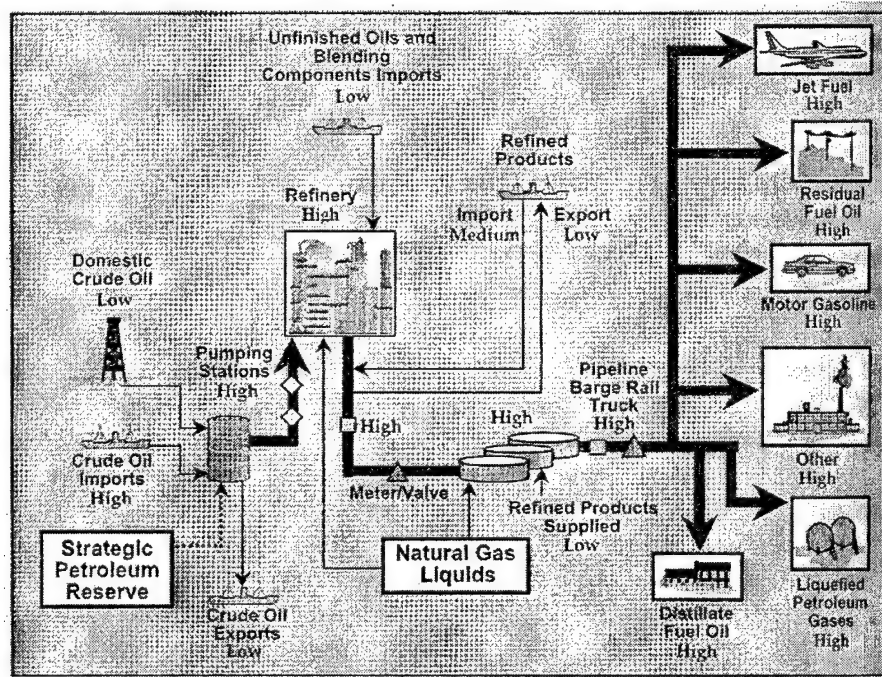 Unfinished Oils and
Blending
Components Imports
Low
Refinery
High
Refined
Products
Import
Medium
Export
Low
Domestic
Crude Oil
Low
Pumping
Stations
High
Crude Oil
Imports
High
Strategic
Petroleum
Reserve
Crude Oil
Exports
Low
High
Meter/Valve
Natural Gas
Liquids
High
Refined Products
Supplied
Low
Pipeline
Barge Rail
Truck
High
Jet Fuel
High
Residual
Fuel Oil
High
Motor Gasoline
High
Other
High
Liquefied
Petroleum
Gases
High
Distillate
Fuel Oil
High